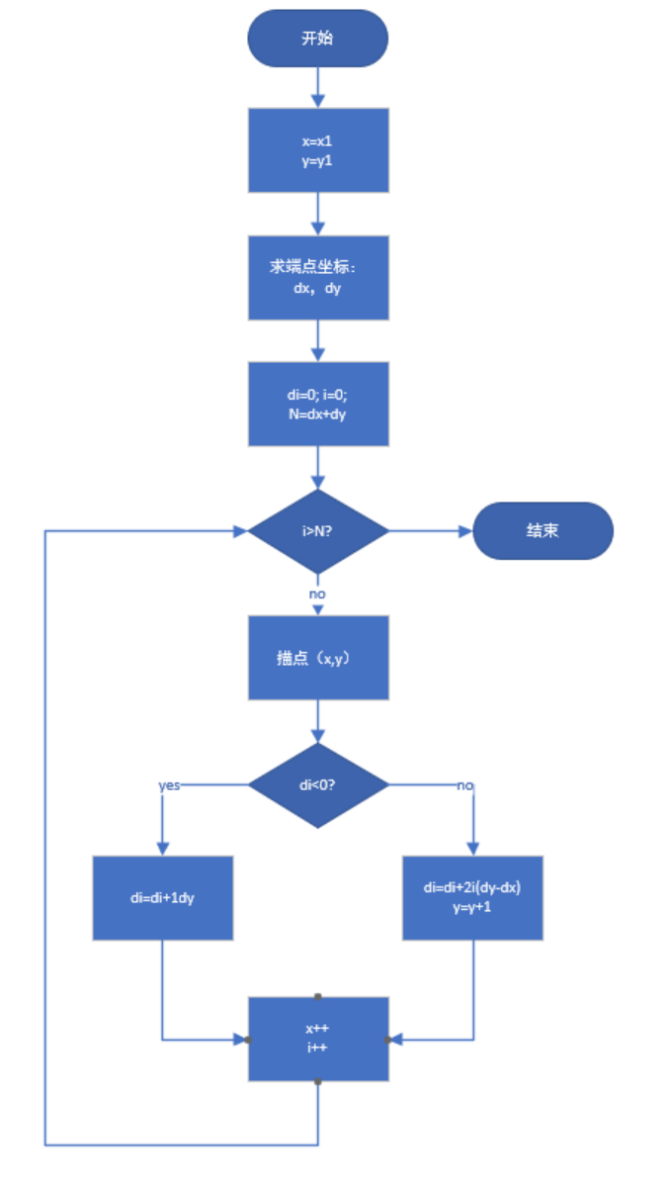 开始
x=x1
y=y1
求端点坐标：
dx，dy
di=0; i=0;
N=dx+dy
i>N?
结束
no
描点（x,y）
di<0?
yes
no
di=di+1dy
di=di+2i(dy-dx)
y=y+1
x++
i++